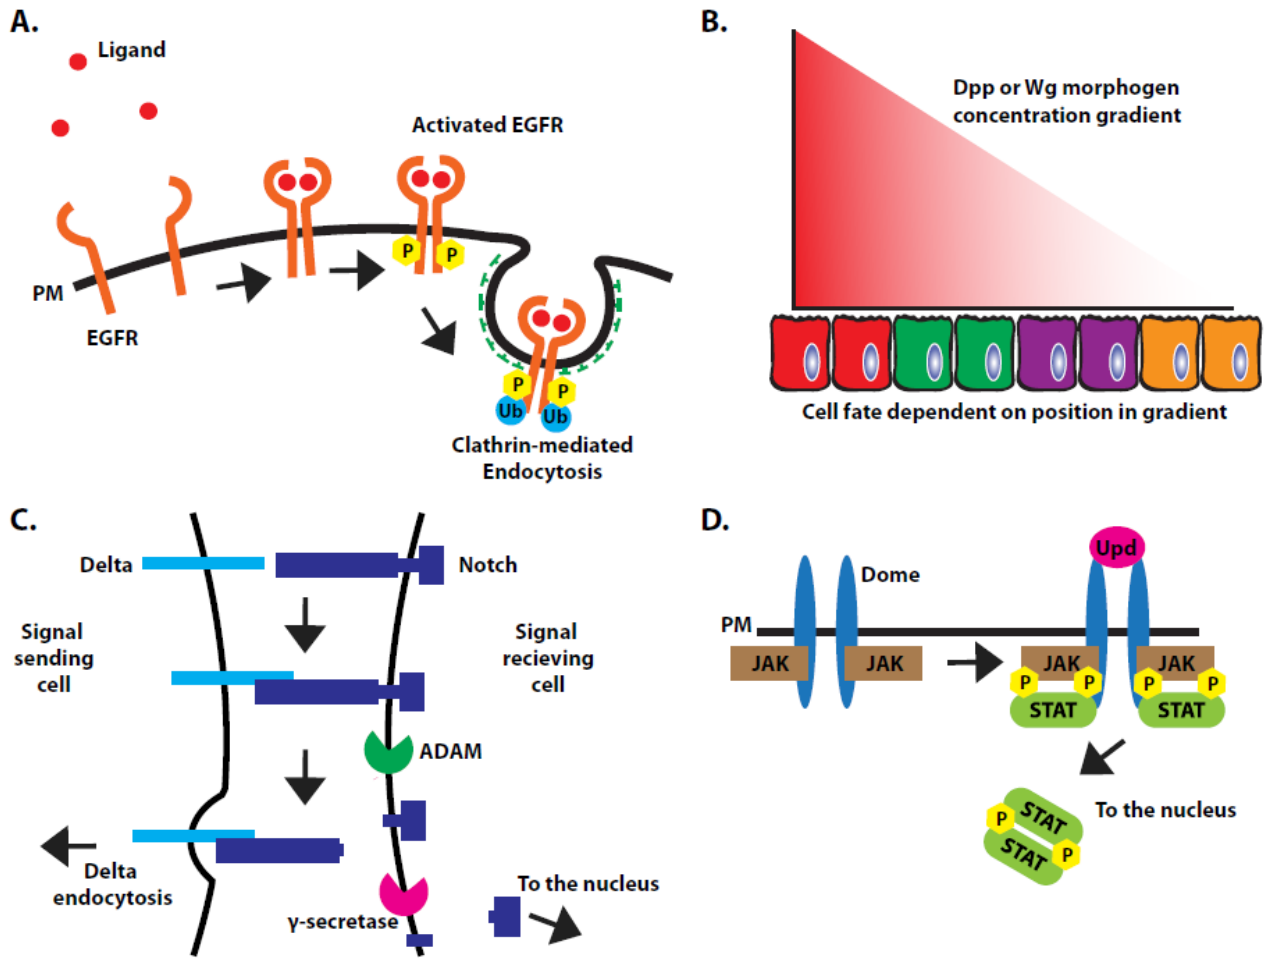 A.
Ligand
Activated EGFR
P
P
PM
EGFR
P
P
Ub
Ub
Clathrin-mediated
Endocytosis
B.
Dpp or Wg morphogen
concentration gradient
Cell fate dependent on position in gradient
C.
Delta
Notch
Signal
sending
cell
Signal
recieving
cell
ADAM
Delta
endocytosis
γ-secretase
To the nucleus
D.
Upd
Dome
PM
JAK
JAK
JAK
JAK
P
P
P
P
STAT
STAT
To the nucleus
P
STAT
STAT
P